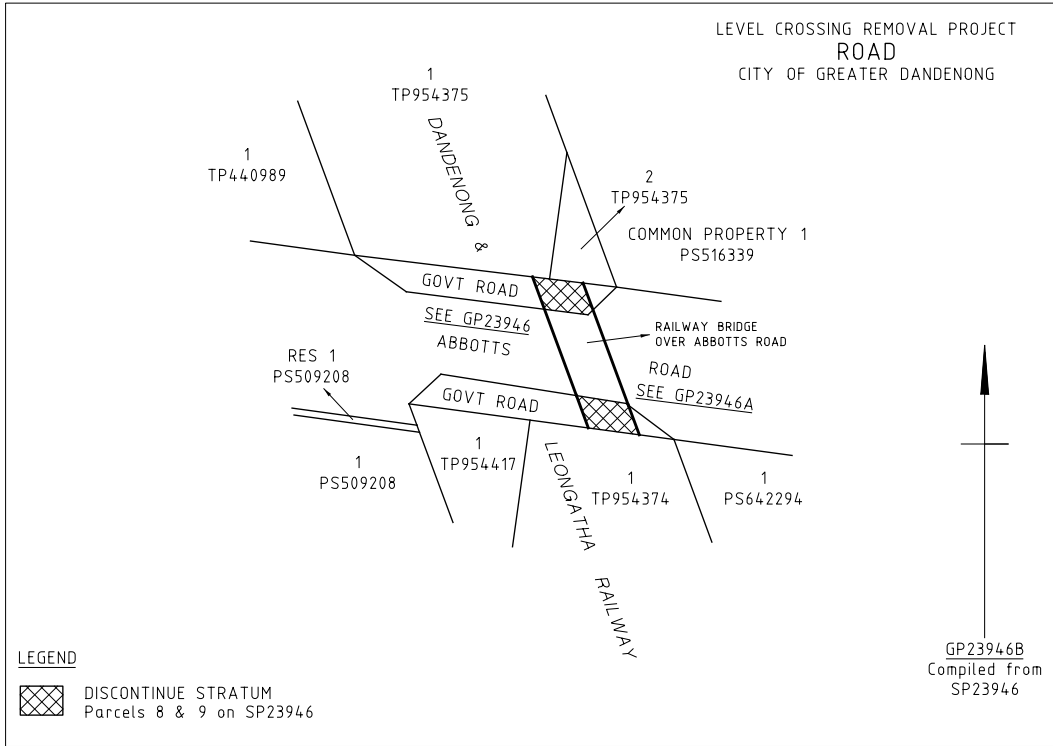 LEVEL CROSSING REMOVAL PROJECT
ROAD
CITY OF GREATER DANDENONG
1
TP954375
1
TP440989
DANDENONG &
2
TP954375
COMMON PROPERTY 1
PS516339
GOVT ROAD
SEE GP23946
ABBOTTS
RAILWAY BRIDGE
OVER ABBOTTS ROAD
RES 1
PS509208
ROAD
SEE GP23946A
GOVT ROAD
1
PS509208
1
TP954417
LEONGATHA RAILWAY
1
TP954374
1
PS642294
LEGEND
DISCONTINUE STRATUM
Parcels 8 & 9 on SP23946
GP23946B
Compiled from
SP23946